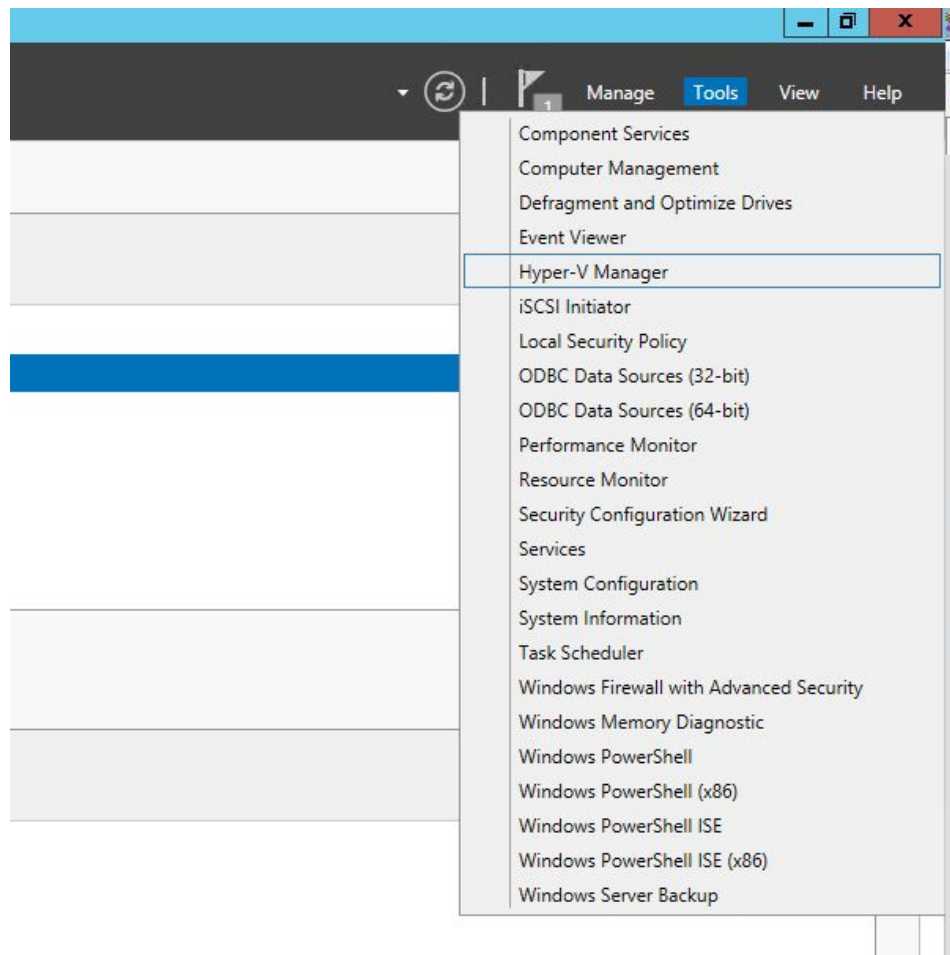 1 Manage Tools View Help
Component Services
Computer Management
Defragment and Optimize Drives
Event Viewer
Hyper-V Manager
iSCSI Initiator
Local Security Policy
ODBC Data Sources (32-bit)
ODBC Data Sources (64-bit)
Performance Monitor
Resource Monitor
Security Configuration Wizard
Services
System Configuration
System Information
Task Scheduler
Windows Firewall with Advanced Security
Windows Memory Diagnostic
Windows PowerShell
Windows PowerShell (x86)
Windows PowerShell ISE
Windows PowerShell ISE (x86)
Windows Server Backup